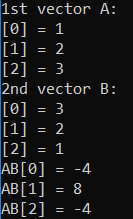 1st vector A:
[0] = 1
[1] = 2
[2] = 3
2nd vector B:
[0] = 3
[1] = 2
[2] = 1
AB[0] = -4
AB[1] = 8
AB[2] = -4